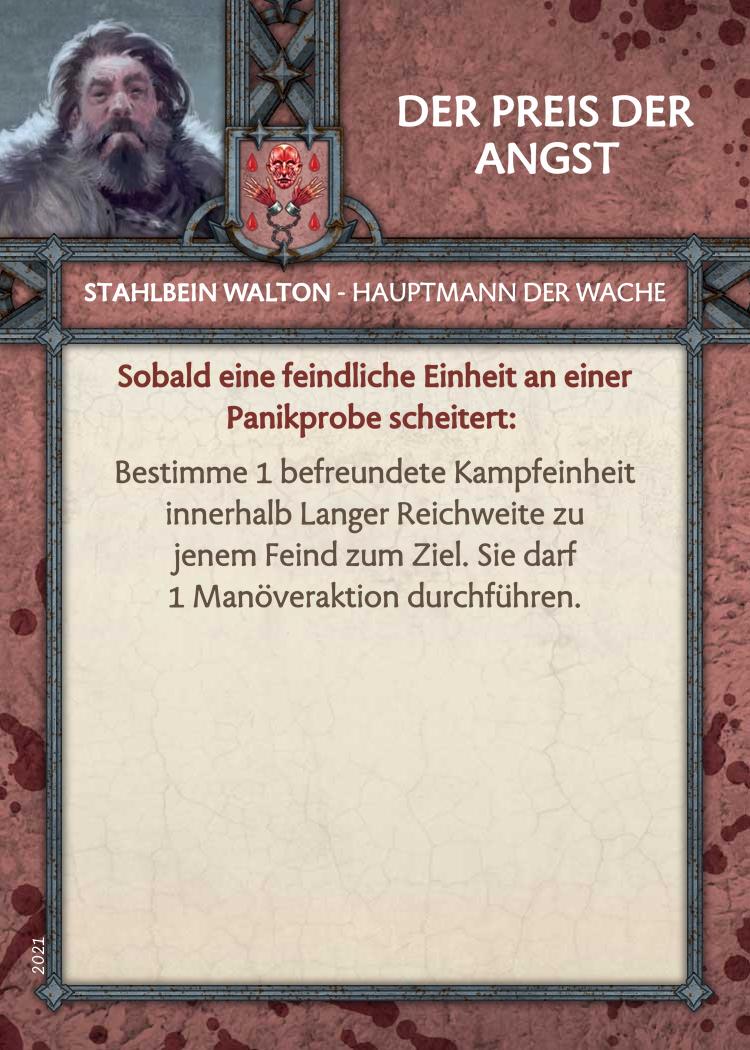 DER PREIS DER
ANGST
STAHLBEIN WALTON - HAUPTMANN DER WACHE
Sobald eine feindliche Einheit an einer
Panikprobe scheitert:
Bestimme 1 befreundete Kampfeinheit
innerhalb Langer Reichweite zu
jenem Feind zum Ziel. Sie darf
1 Manöveraktion durchführen.
2021